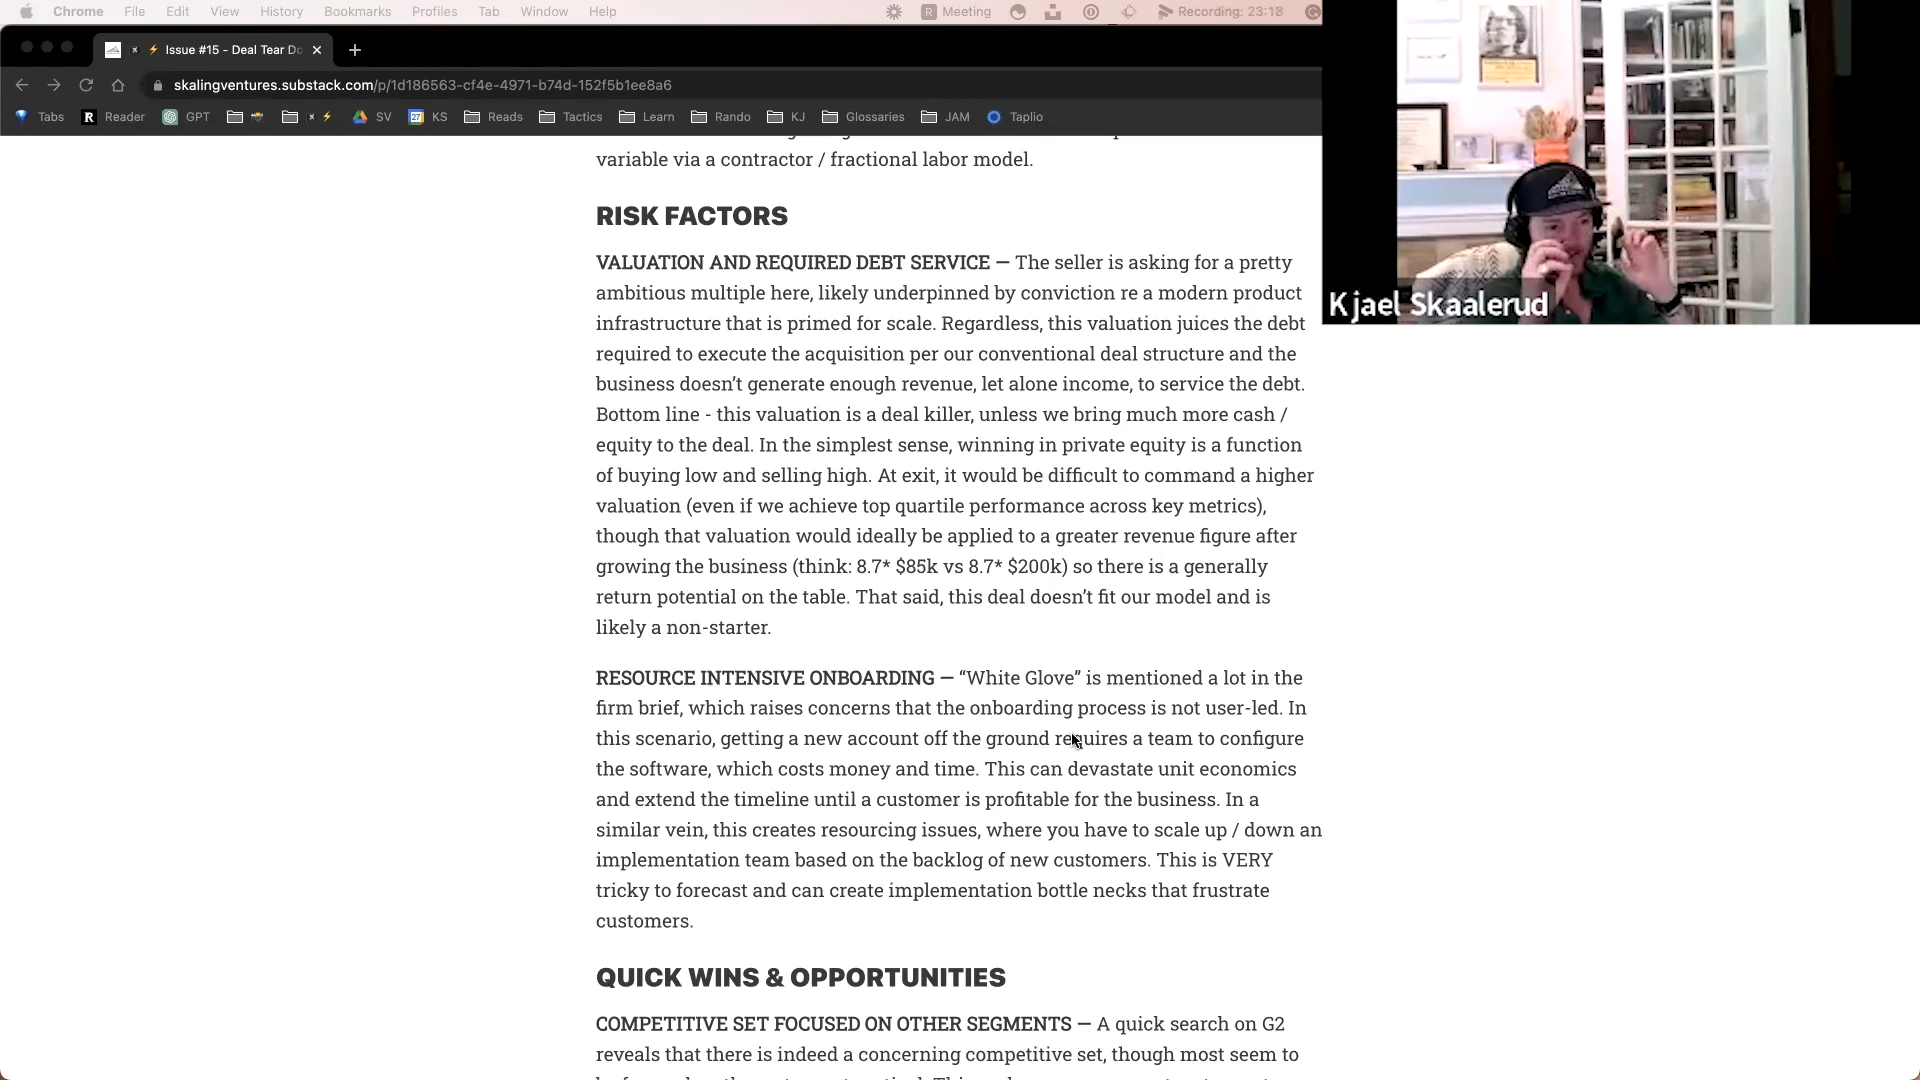 Chrome File Edit View History Bookmarks Profiles Tab Window Help R Meeting Recording: 23:18
⚡ Issue #15 - Deal Tear Do
skalingventures.substack.com/p/1d186563-cf4e-4971-b74d-152f5b1ee8a6
Tabs R Reader GPT SV 27 KS Reads Tactics Learn Rando KJ Glossaries JAM Taplio
variable via a contractor / fractional labor model.
RISK FACTORS
VALUATION AND REQUIRED DEBT SERVICE — The seller is asking for a pretty
ambitious multiple here, likely underpinned by conviction re a modern product
infrastructure that is primed for scale. Regardless, this valuation juices the debt
required to execute the acquisition per our conventional deal structure and the
business doesn’t generate enough revenue, let alone income, to service the debt.
Bottom line - this valuation is a deal killer, unless we bring much more cash /
equity to the deal. In the simplest sense, winning in private equity is a function
of buying low and selling high. At exit, it would be difficult to command a higher
valuation (even if we achieve top quartile performance across key metrics),
though that valuation would ideally be applied to a greater revenue figure after
growing the business (think: 8.7* $85k vs 8.7* $200k) so there is a generally
return potential on the table. That said, this deal doesn’t fit our model and is
likely a non-starter.
RESOURCE INTENSIVE ONBOARDING — “White Glove” is mentioned a lot in the
firm brief, which raises concerns that the onboarding process is not user-led. In
this scenario, getting a new account off the ground requires a team to configure
the software, which costs money and time. This can devastate unit economics
and extend the timeline until a customer is profitable for the business. In a
similar vein, this creates resourcing issues, where you have to scale up / down an
implementation team based on the backlog of new customers. This is VERY
tricky to forecast and can create implementation bottle necks that frustrate
customers.
QUICK WINS & OPPORTUNITIES
COMPETITIVE SET FOCUSED ON OTHER SEGMENTS — A quick search on G2
reveals that there is indeed a concerning competitive set, though most seem to
Kjael Skaalerud